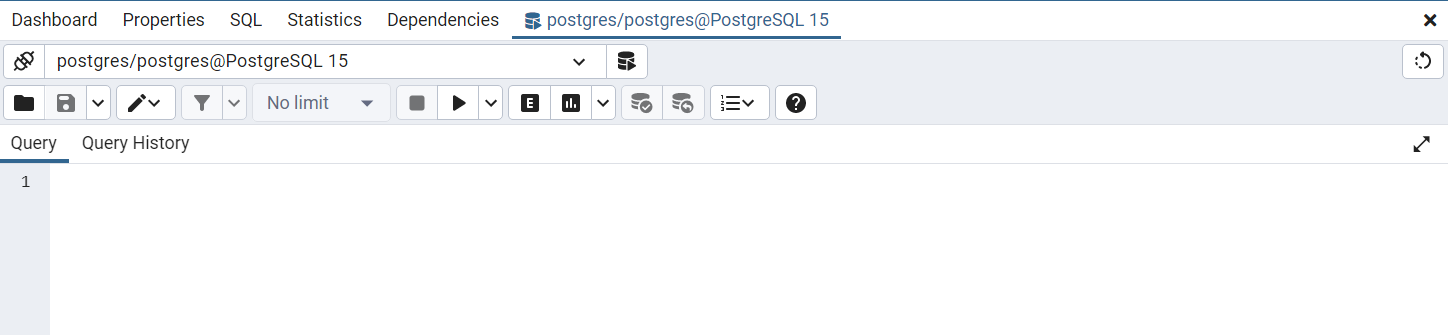 Dashboard Properties SQL Statistics Dependencies postgres/postgres@PostgreSQL 15
postgres/postgres@PostgreSQL 15
No limit E
Query Query History
1